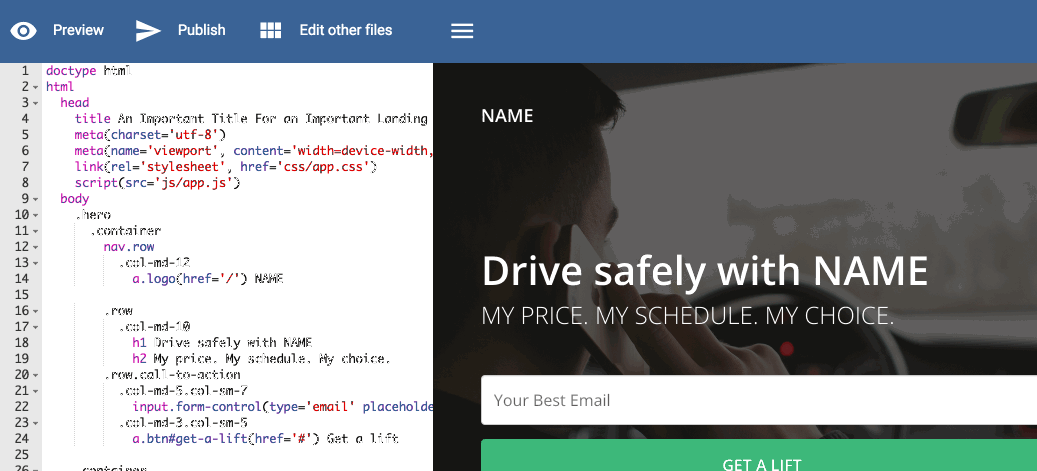 Preview Publish Edit other files
1 doctype html
2 html
3 head
4 title An Important Title For an Important Landing
5 meta(charset='utf-8')
6 meta(name='viewport', content='width=device-width,
7 link(rel='stylesheet', href='css/app.css')
8 script(src='js/app.js')
9 body
10 .hero
11 .container
12 nav.row
13 .col-md-12
14 a.logo(href='/') NAME
15
16 .row
17 .col-md-10
18 h1 Drive safely with NAME
19 h2 My price. My schedule. My choice.
20 .row.call-to-action
21 .col-md-5.col-sm-7
22 input.form-control(type='email' placeholde
23 .col-md-3.col-sm-5
24 a.btn#get-a-lift(href='#') Get a lift
25
26 .container
NAME
Drive safely with NAME
MY PRICE. MY SCHEDULE. MY CHOICE.
Your Best Email
GET A LIFT